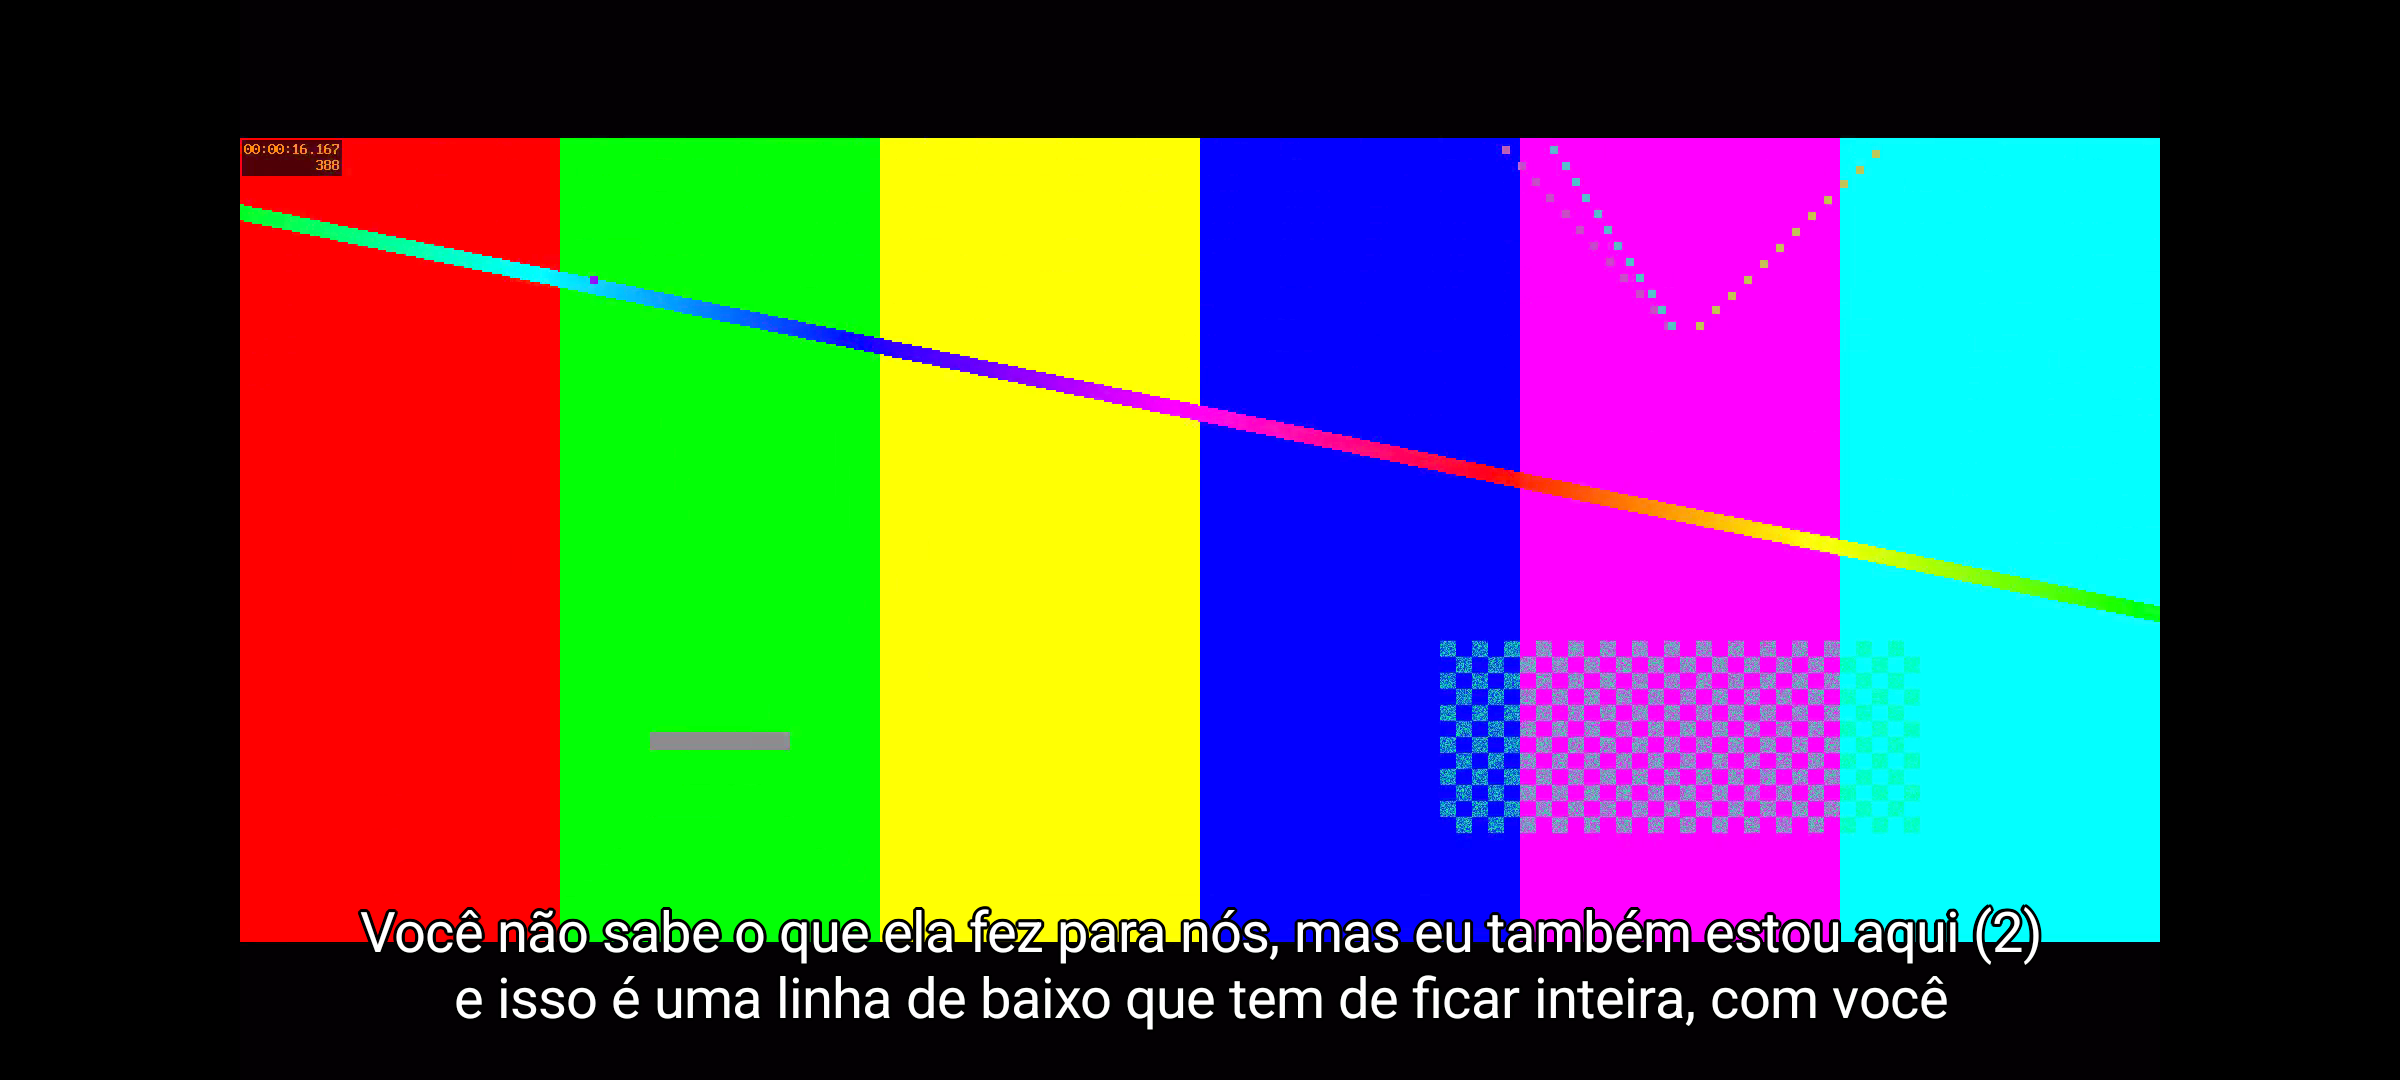 00:00:16.167
388
Você não sabe o que ela fez para nós, mas eu também estou aqui (2)
e isso é uma linha de baixo que tem de ficar inteira, com você